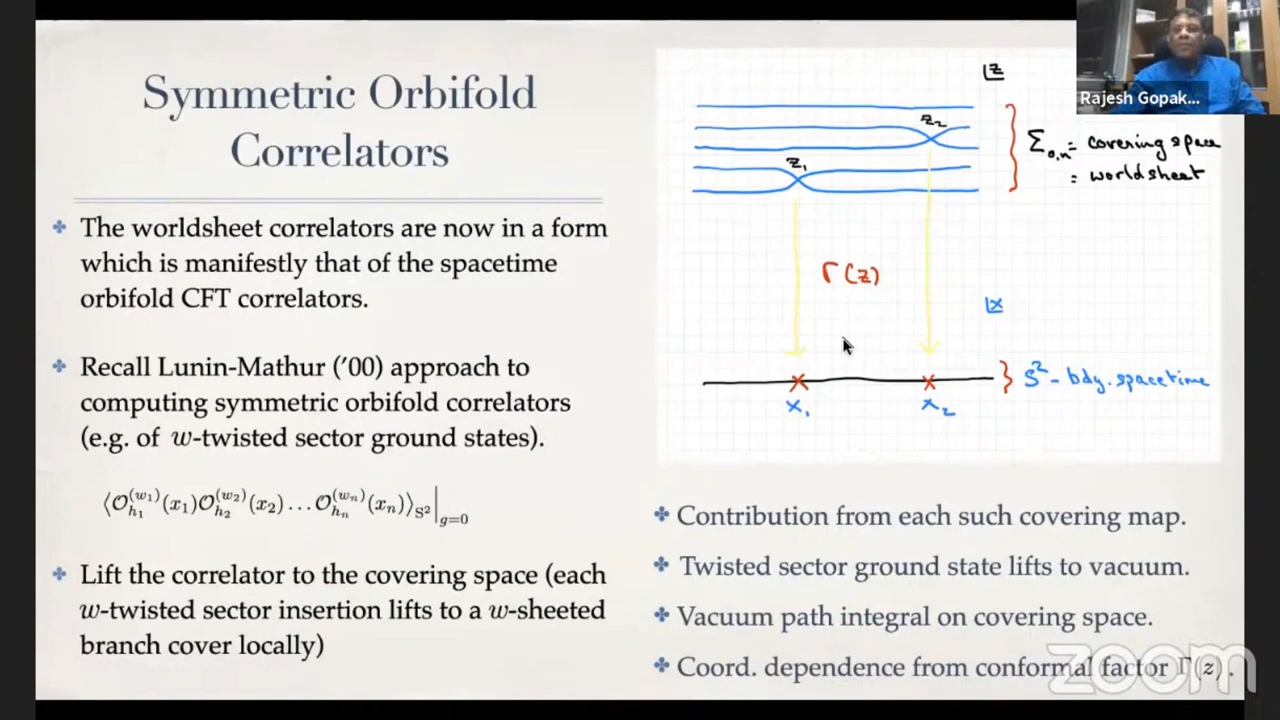 Symmetric Orbifold
Correlators
❖ The worldsheet correlators are now in a form
which is manifestly that of the spacetime
orbifold CFT correlators.
❖ Recall Lunin-Mathur ('00) approach to
computing symmetric orbifold correlators
(e.g. of w-twisted sector ground states).
⟨O_{h_1}^{(w_1)}(x_1)O_{h_2}^{(w_2)}(x_2)...O_{h_n}^{(w_n)}(x_n)⟩_{S^2}|_{g=0}
❖ Lift the correlator to the covering space (each
w-twisted sector insertion lifts to a w-sheeted
branch cover locally)
z
Rajesh Gopak...
z_2
z_1
Σ_{0,n} = covering space
= worldsheet
Γ(z)
x
S^2 - bdy. spacetime
x_1
x_2
❖ Contribution from each such covering map.
❖ Twisted sector ground state lifts to vacuum.
❖ Vacuum path integral on covering space.
❖ Coord. dependence from conformal factor Γ(z).
zoom